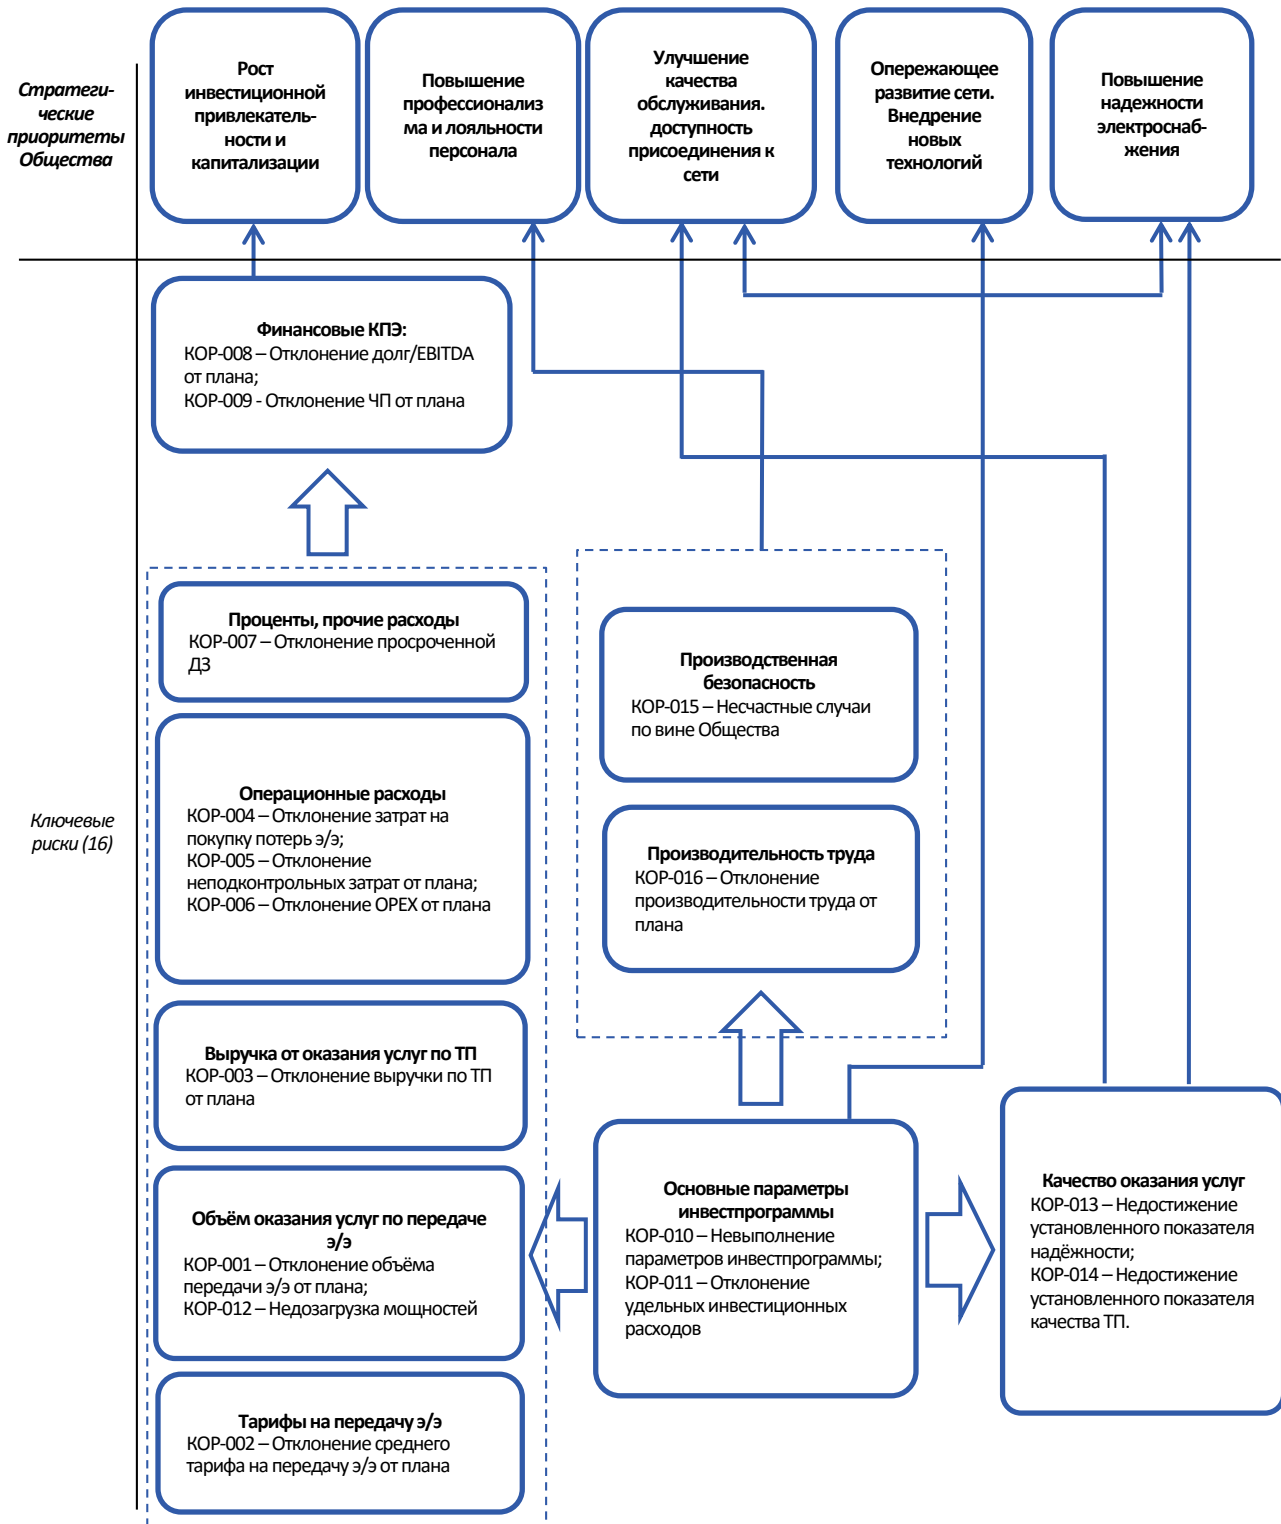 Стратеги-
ческие
приоритеты
Общества
Рост
инвестиционной
привлекатель-
ности и
капитализации
Повышение
профессионализ
ма и лояльности
персонала
Улучшение
качества
обслуживания.
доступность
присоединения к
сети
Опережающее
развитие сети.
Внедрение
новых
технологий
Повышение
надежности
электроснаб-
жения
Финансовые КПЭ:
КОР-008 – Отклонение долг/EBITDA
от плана;
КОР-009 - Отклонение ЧП от плана
Ключевые
риски (16)
Проценты, прочие расходы
КОР-007 – Отклонение просроченной
ДЗ
Операционные расходы
КОР-004 – Отклонение затрат на
покупку потерь э/э;
КОР-005 – Отклонение
неподконтрольных затрат от плана;
КОР-006 – Отклонение OPEX от плана
Выручка от оказания услуг по ТП
КОР-003 – Отклонение выручки по ТП
от плана
Объём оказания услуг по передаче
э/э
КОР-001 – Отклонение объёма
передачи э/э от плана;
КОР-012 – Недозагрузка мощностей
Тарифы на передачу э/э
КОР-002 – Отклонение среднего
тарифа на передачу э/э от плана
Производственная
безопасность
КОР-015 – Несчастные случаи
по вине Общества
Производительность труда
КОР-016 – Отклонение
производительности труда от
плана
Основные параметры
инвестпрограммы
КОР-010 – Невыполнение
параметров инвестпрограммы;
КОР-011 – Отклонение
удельных инвестиционных
расходов
Качество оказания услуг
КОР-013 – Недостижение
установленного показателя
надёжности;
КОР-014 – Недостижение
установленного показателя
качества ТП.